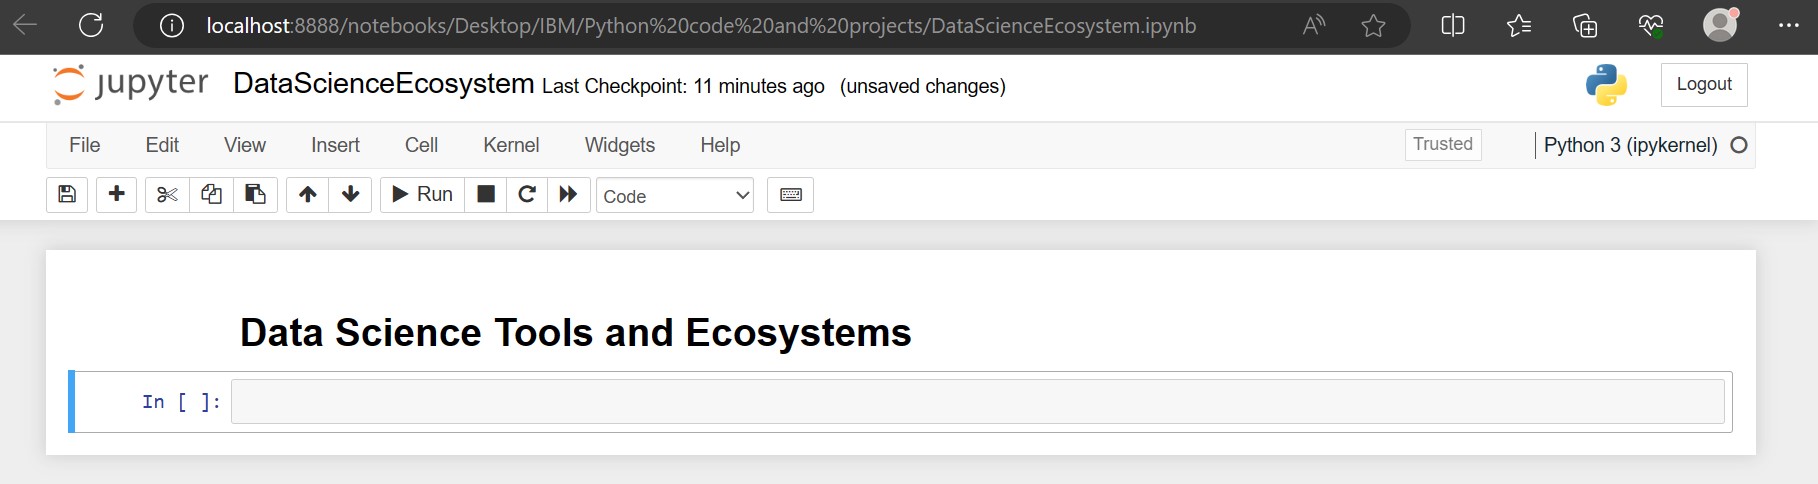 localhost:8888/notebooks/Desktop/IBM/Python%20code%20and%20projects/DataScienceEcosystem.ipynb
jupyter DataScienceEcosystem Last Checkpoint: 11 minutes ago (unsaved changes) Logout
File Edit View Insert Cell Kernel Widgets Help Trusted Python 3 (ipykernel)
Run Code
Data Science Tools and Ecosystems
In [ ]: